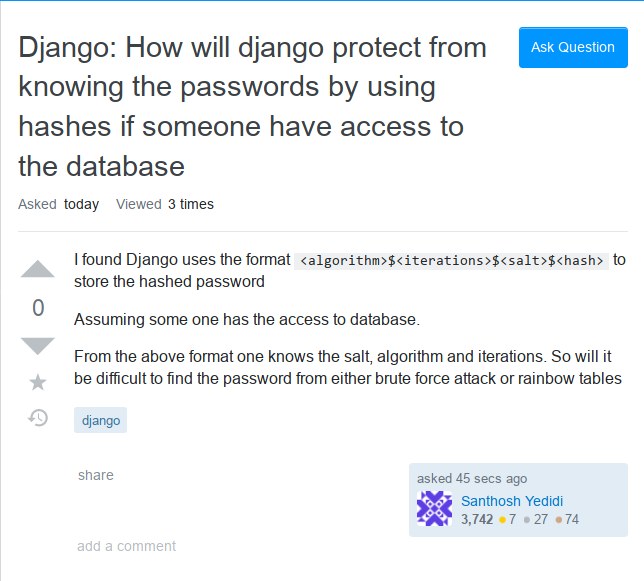 Django: How will django protect from
Ask Question
knowing the passwords by using
hashes if someone have access to
the database
Asked today Viewed 3 times
I found Django uses the format <algorithm>$<iterations>$<salt>$<hash> to
store the hashed password
0
Assuming some one has the access to database.
From the above format one knows the salt, algorithm and iterations. So will it
be difficult to find the password from either brute force attack or rainbow tables
django
share
asked 45 secs ago
Santhosh Yedidi
3,742 7 27 74
add a comment